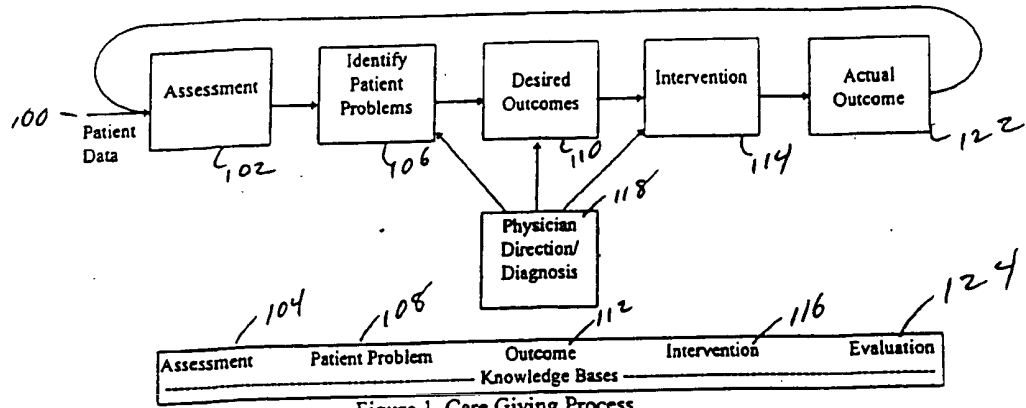 Assessment
Identify
Patient
Problems
Desired
Outcomes
Intervention
Actual
Outcome
100
Patient
Data
102
106
110
114
122
Physician
Direction/
Diagnosis
118
104
108
112
116
124
Assessment Patient Problem Outcome Intervention Evaluation
Knowledge Bases
Figure 1 Care Giving Process